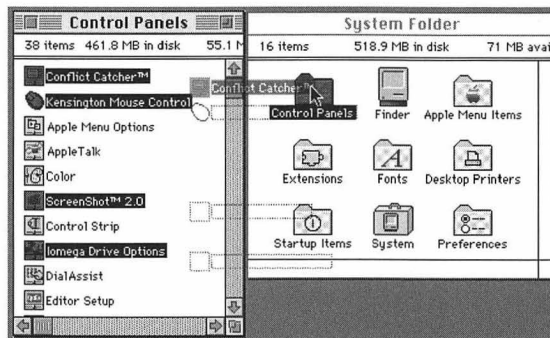 Control Panels
38 items 461.8 MB in disk 55.1 M
Conflict Catcher™
Kensington Mouse Control
Apple Menu Options
AppleTalk
Color
ScreenShot™ 2.0
Control Strip
Iomega Drive Options
DialAssist
Editor Setup
System Folder
16 items 518.9 MB in disk 71 MB avai
Conflict Catcher™
Control Panels
Finder
Apple Menu Items
Extensions
Fonts
Desktop Printers
Startup Items
System
Preferences